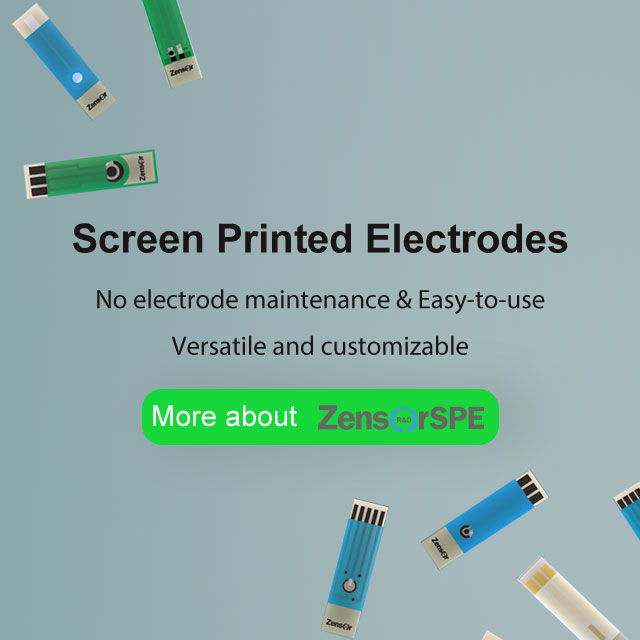 Zensor
Zensor
Zensor
Screen Printed Electrodes
No electrode maintenance & Easy-to-use
Versatile and customizable
More about ZensorSPE
R&D
Zensor
Zensor